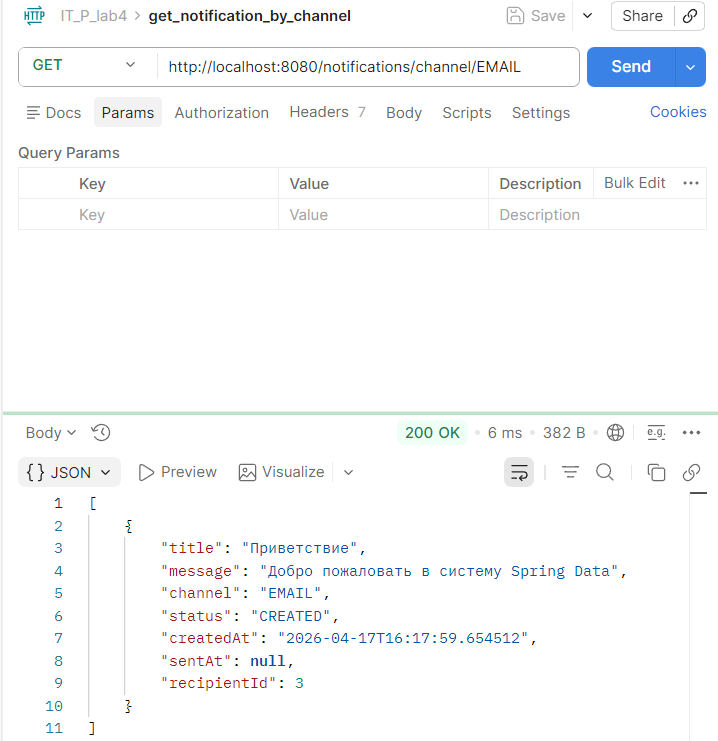 HTTP IT_P_lab4 > get_notification_by_channel Save Share
GET http://localhost:8080/notifications/channel/EMAIL Send
Docs Params Authorization Headers 7 Body Scripts Settings Cookies
Query Params
Key Value Description Bulk Edit
Key Value Description
Body 200 OK • 6 ms • 382 B • e.g.
{} JSON Preview Visualize
1 [
2 {
3 "title": "Приветствие",
4 "message": "Добро пожаловать в систему Spring Data",
5 "channel": "EMAIL",
6 "status": "CREATED",
7 "createdAt": "2026-04-17T16:17:59.654512",
8 "sentAt": null,
9 "recipientId": 3
10 }
11 ]